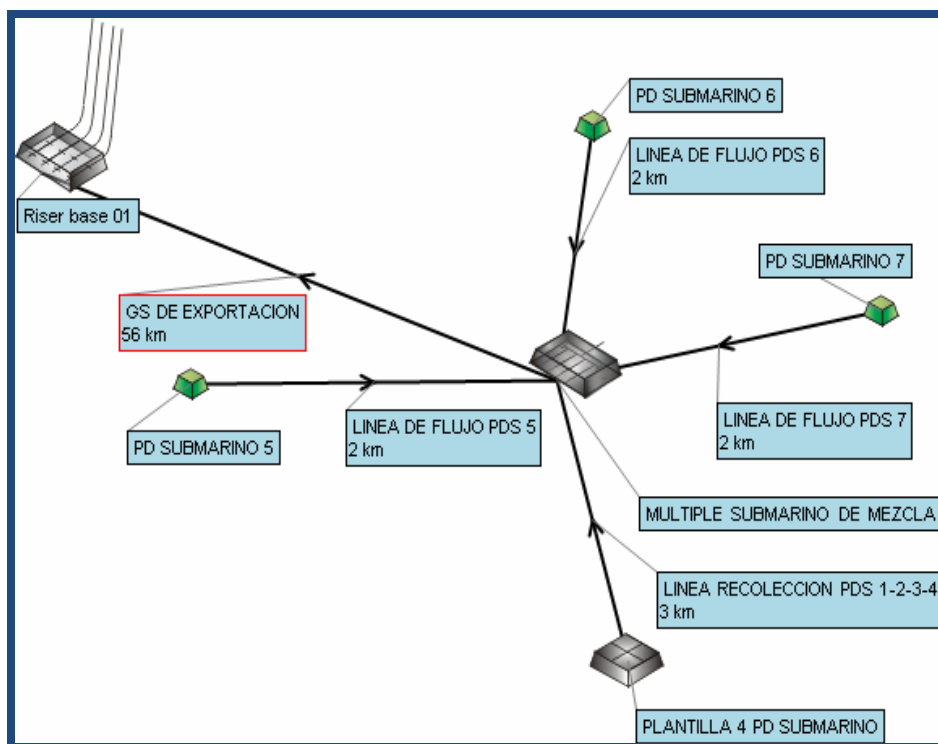 PD SUBMARINO 6
LINEA DE FLUJO PDS 6
2 km
Riser base 01
PD SUBMARINO 7
GS DE EXPORTACION
56 km
PD SUBMARINO 5
LINEA DE FLUJO PDS 5
2 km
LINEA DE FLUJO PDS 7
2 km
MULTIPLE SUBMARINO DE MEZCLA
LINEA RECOLECCION PDS 1-2-3-4
3 km
PLANTILLA 4 PD SUBMARINO